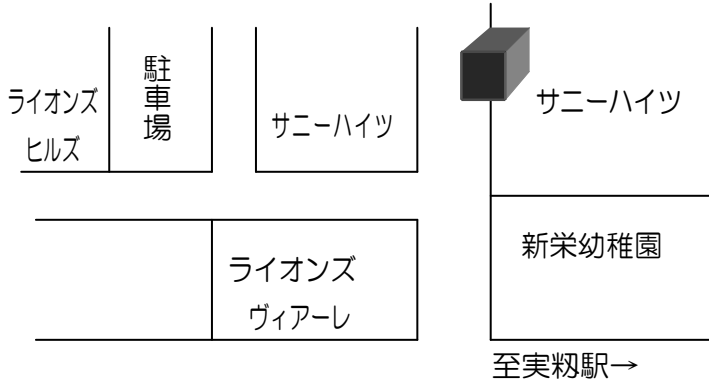 ライオンズ
ヒルズ
駐車場
サニーハイツ
サニーハイツ
ライオンズ
ヴィアーレ
新栄幼稚園
至実籾駅→